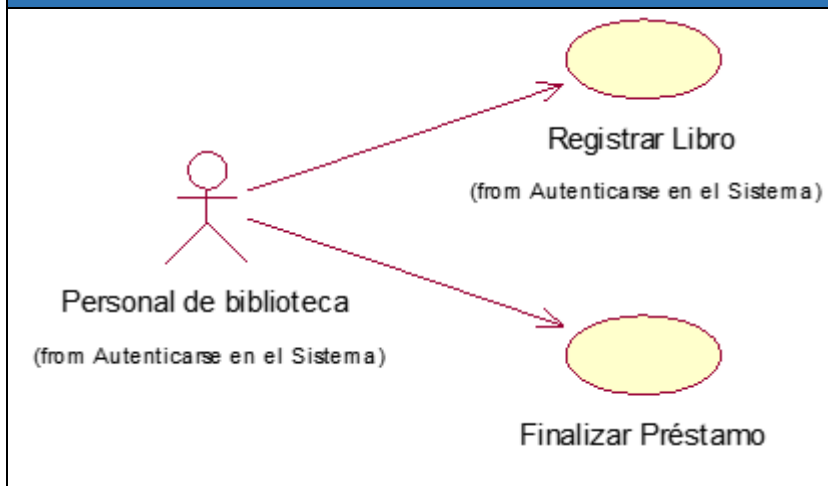 Registrar Libro
(from Autenticarse en el Sistema)
Personal de biblioteca
(from Autenticarse en el Sistema)
Finalizar Préstamo